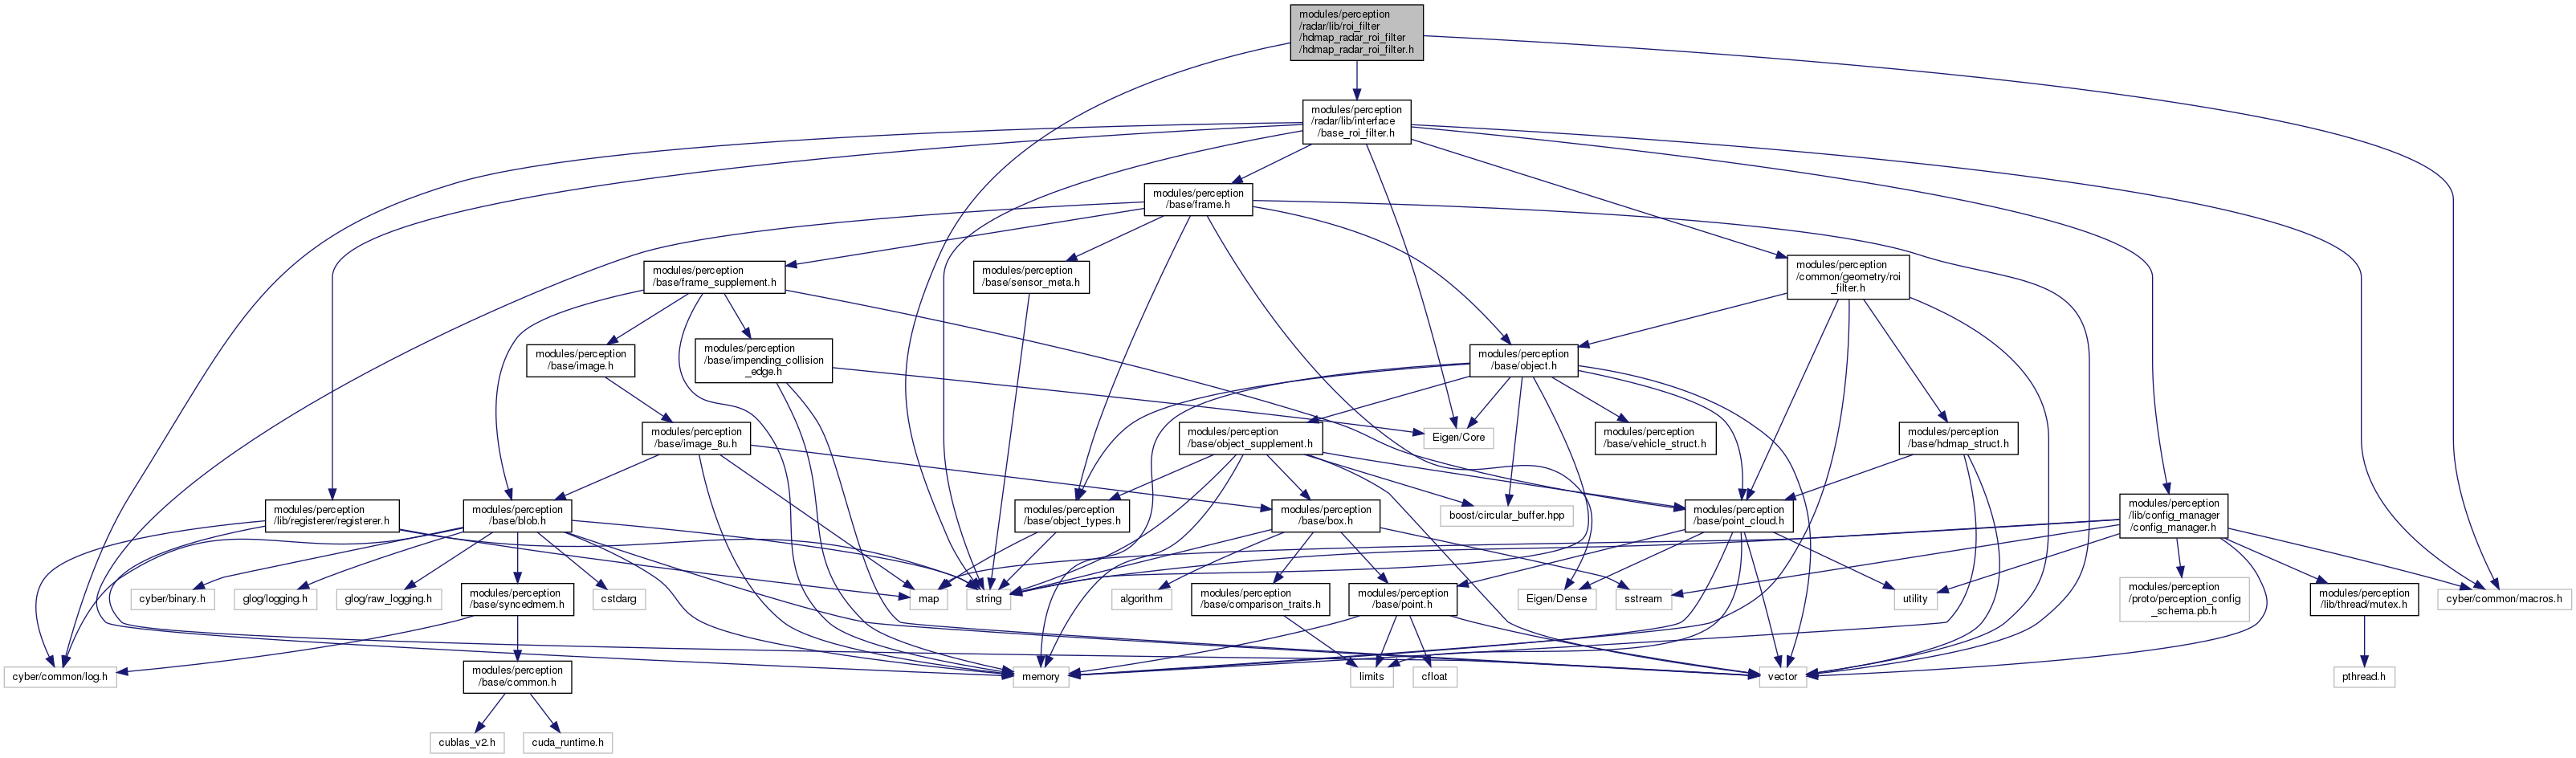 modules/perception
/radar/lib/roi_filter
/hdmap_radar_roi_filter
/hdmap_radar_roi_filter.h
modules/perception
/radar/lib/interface
/base_roi_filter.h
modules/perception
/base/frame.h
modules/perception
/base/frame_supplement.h
modules/perception
/base/sensor_meta.h
modules/perception
/common/geometry/roi
_filter.h
modules/perception
/base/image.h
modules/perception
/base/impending_collision
_edge.h
modules/perception
/base/object.h
modules/perception
/base/image_8u.h
modules/perception
/base/object_supplement.h
Eigen/Core
modules/perception
/base/vehicle_struct.h
modules/perception
/base/hdmap_struct.h
modules/perception
/lib/registerer/registerer.h
modules/perception
/base/blob.h
modules/perception
/base/object_types.h
modules/perception
/base/box.h
boost/circular_buffer.hpp
modules/perception
/base/point_cloud.h
modules/perception
/lib/config_manager
/config_manager.h
cyber/binary.h
glog/logging.h
glog/raw_logging.h
modules/perception
/base/syncedmem.h
cstdarg
map
string
algorithm
modules/perception
/base/comparison_traits.h
modules/perception
/base/point.h
Eigen/Dense
sstream
utility
modules/perception
/proto/perception_config
_schema.pb.h
modules/perception
/lib/thread/mutex.h
cyber/common/macros.h
cyber/common/log.h
modules/perception
/base/common.h
memory
limits
cfloat
vector
pthread.h
cublas_v2.h
cuda_runtime.h